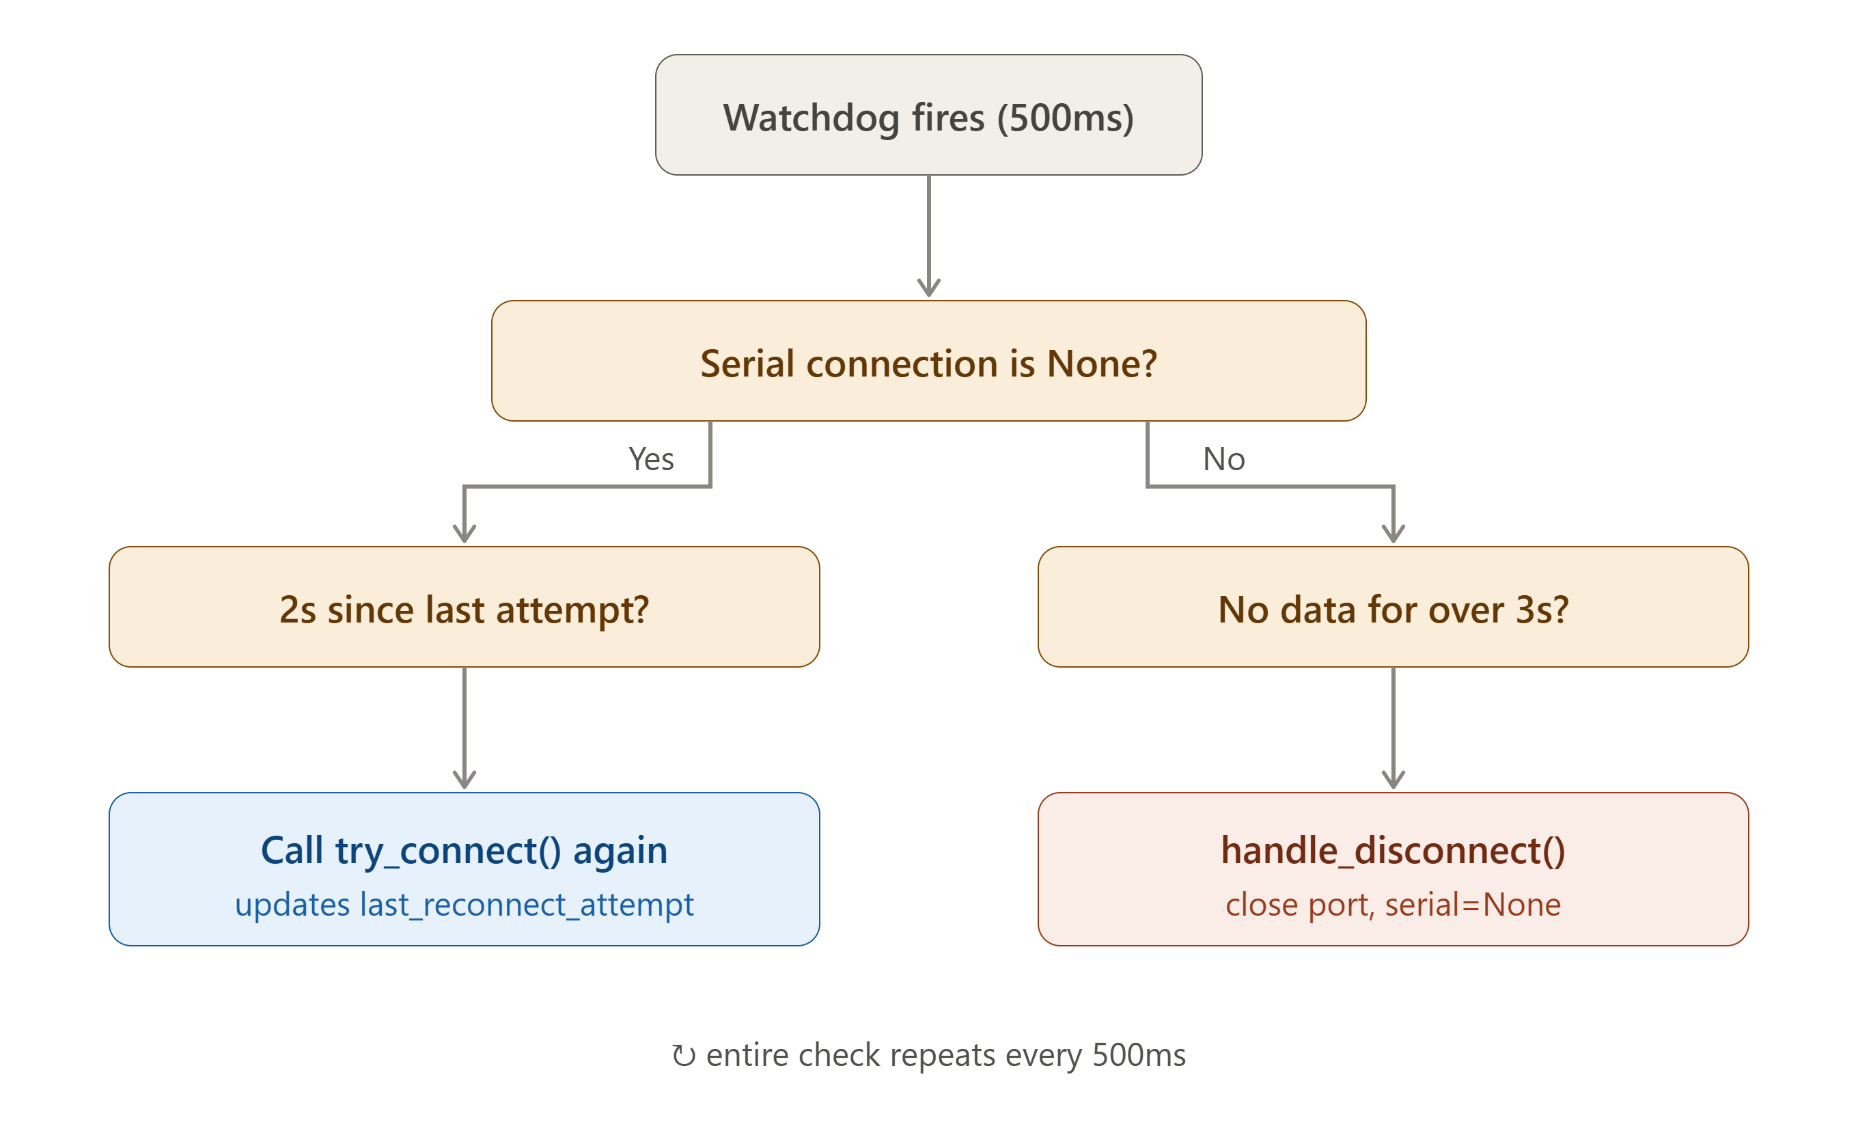 Watchdog fires (500ms)
Serial connection is None?
Yes
No
2s since last attempt?
No data for over 3s?
Call try_connect() again
updates last_reconnect_attempt
handle_disconnect()
close port, serial=None
↻ entire check repeats every 500ms